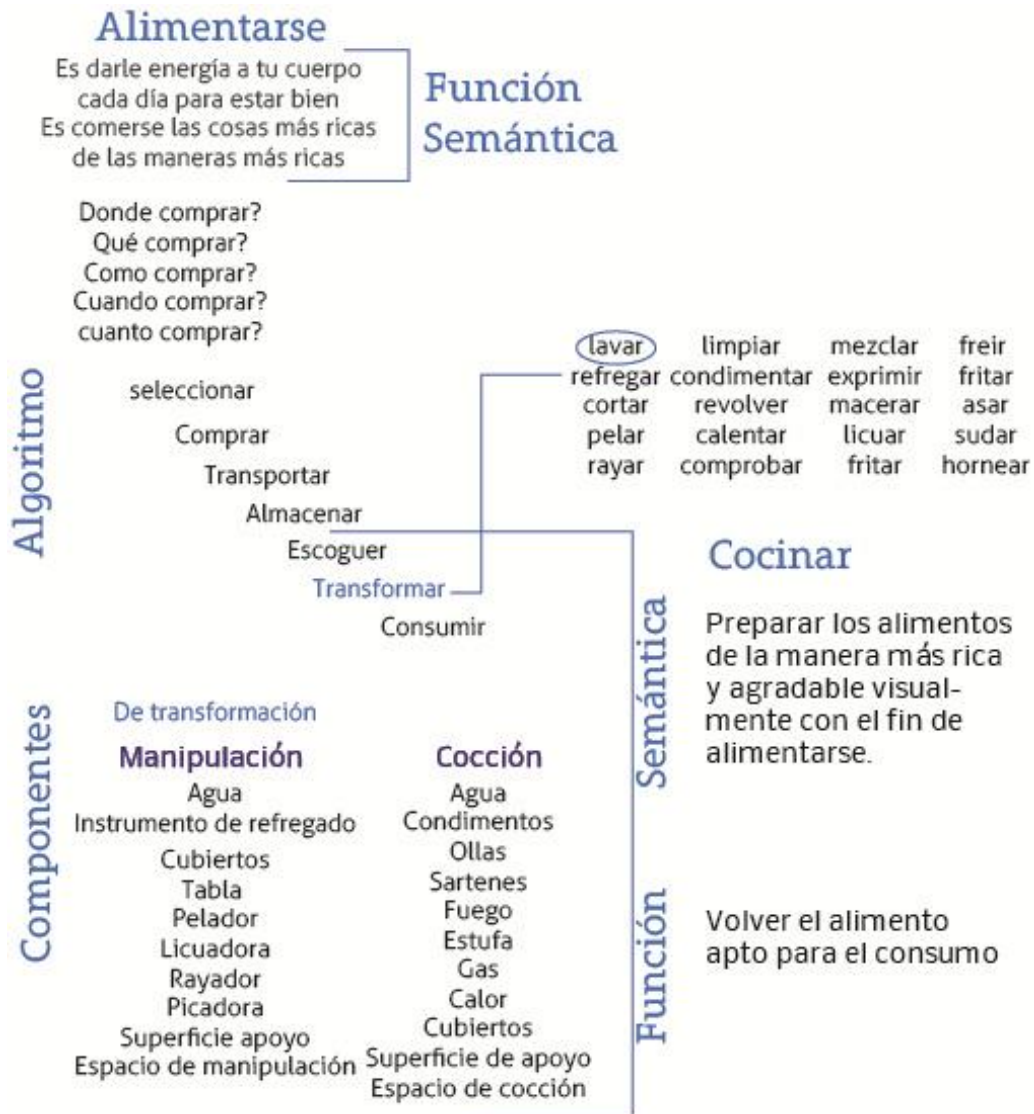 Alimentarse
Es darle energía a tu cuerpo
cada día para estar bien
Es comerse las cosas más ricas
de las maneras más ricas
Función
Semántica
Donde comprar?
Qué comprar?
Como comprar?
Cuando comprar?
cuanto comprar?
Algoritmo
seleccionar
Comprar
Transportar
Almacenar
Escoguer
Transformar
Consumir
lavar limpiar mezclar freir
refregar condimentar exprimir fritar
cortar revolver macerar asar
pelar calentar licuar sudar
rayar comprobar fritar hornear
Cocinar
Semántica
Preparar los alimentos
de la manera más rica
y agradable visual-
mente con el fin de
alimentarse.
Función
Volver el alimento
apto para el consumo
Componentes
De transformación
Manipulación
Agua
Instrumento de refregado
Cubiertos
Tabla
Pelador
Licuadora
Rayador
Picadora
Superficie apoyo
Espacio de manipulación
Cocción
Agua
Condimentos
Ollas
Sartenes
Fuego
Estufa
Gas
Calor
Cubiertos
Superficie de apoyo
Espacio de cocción